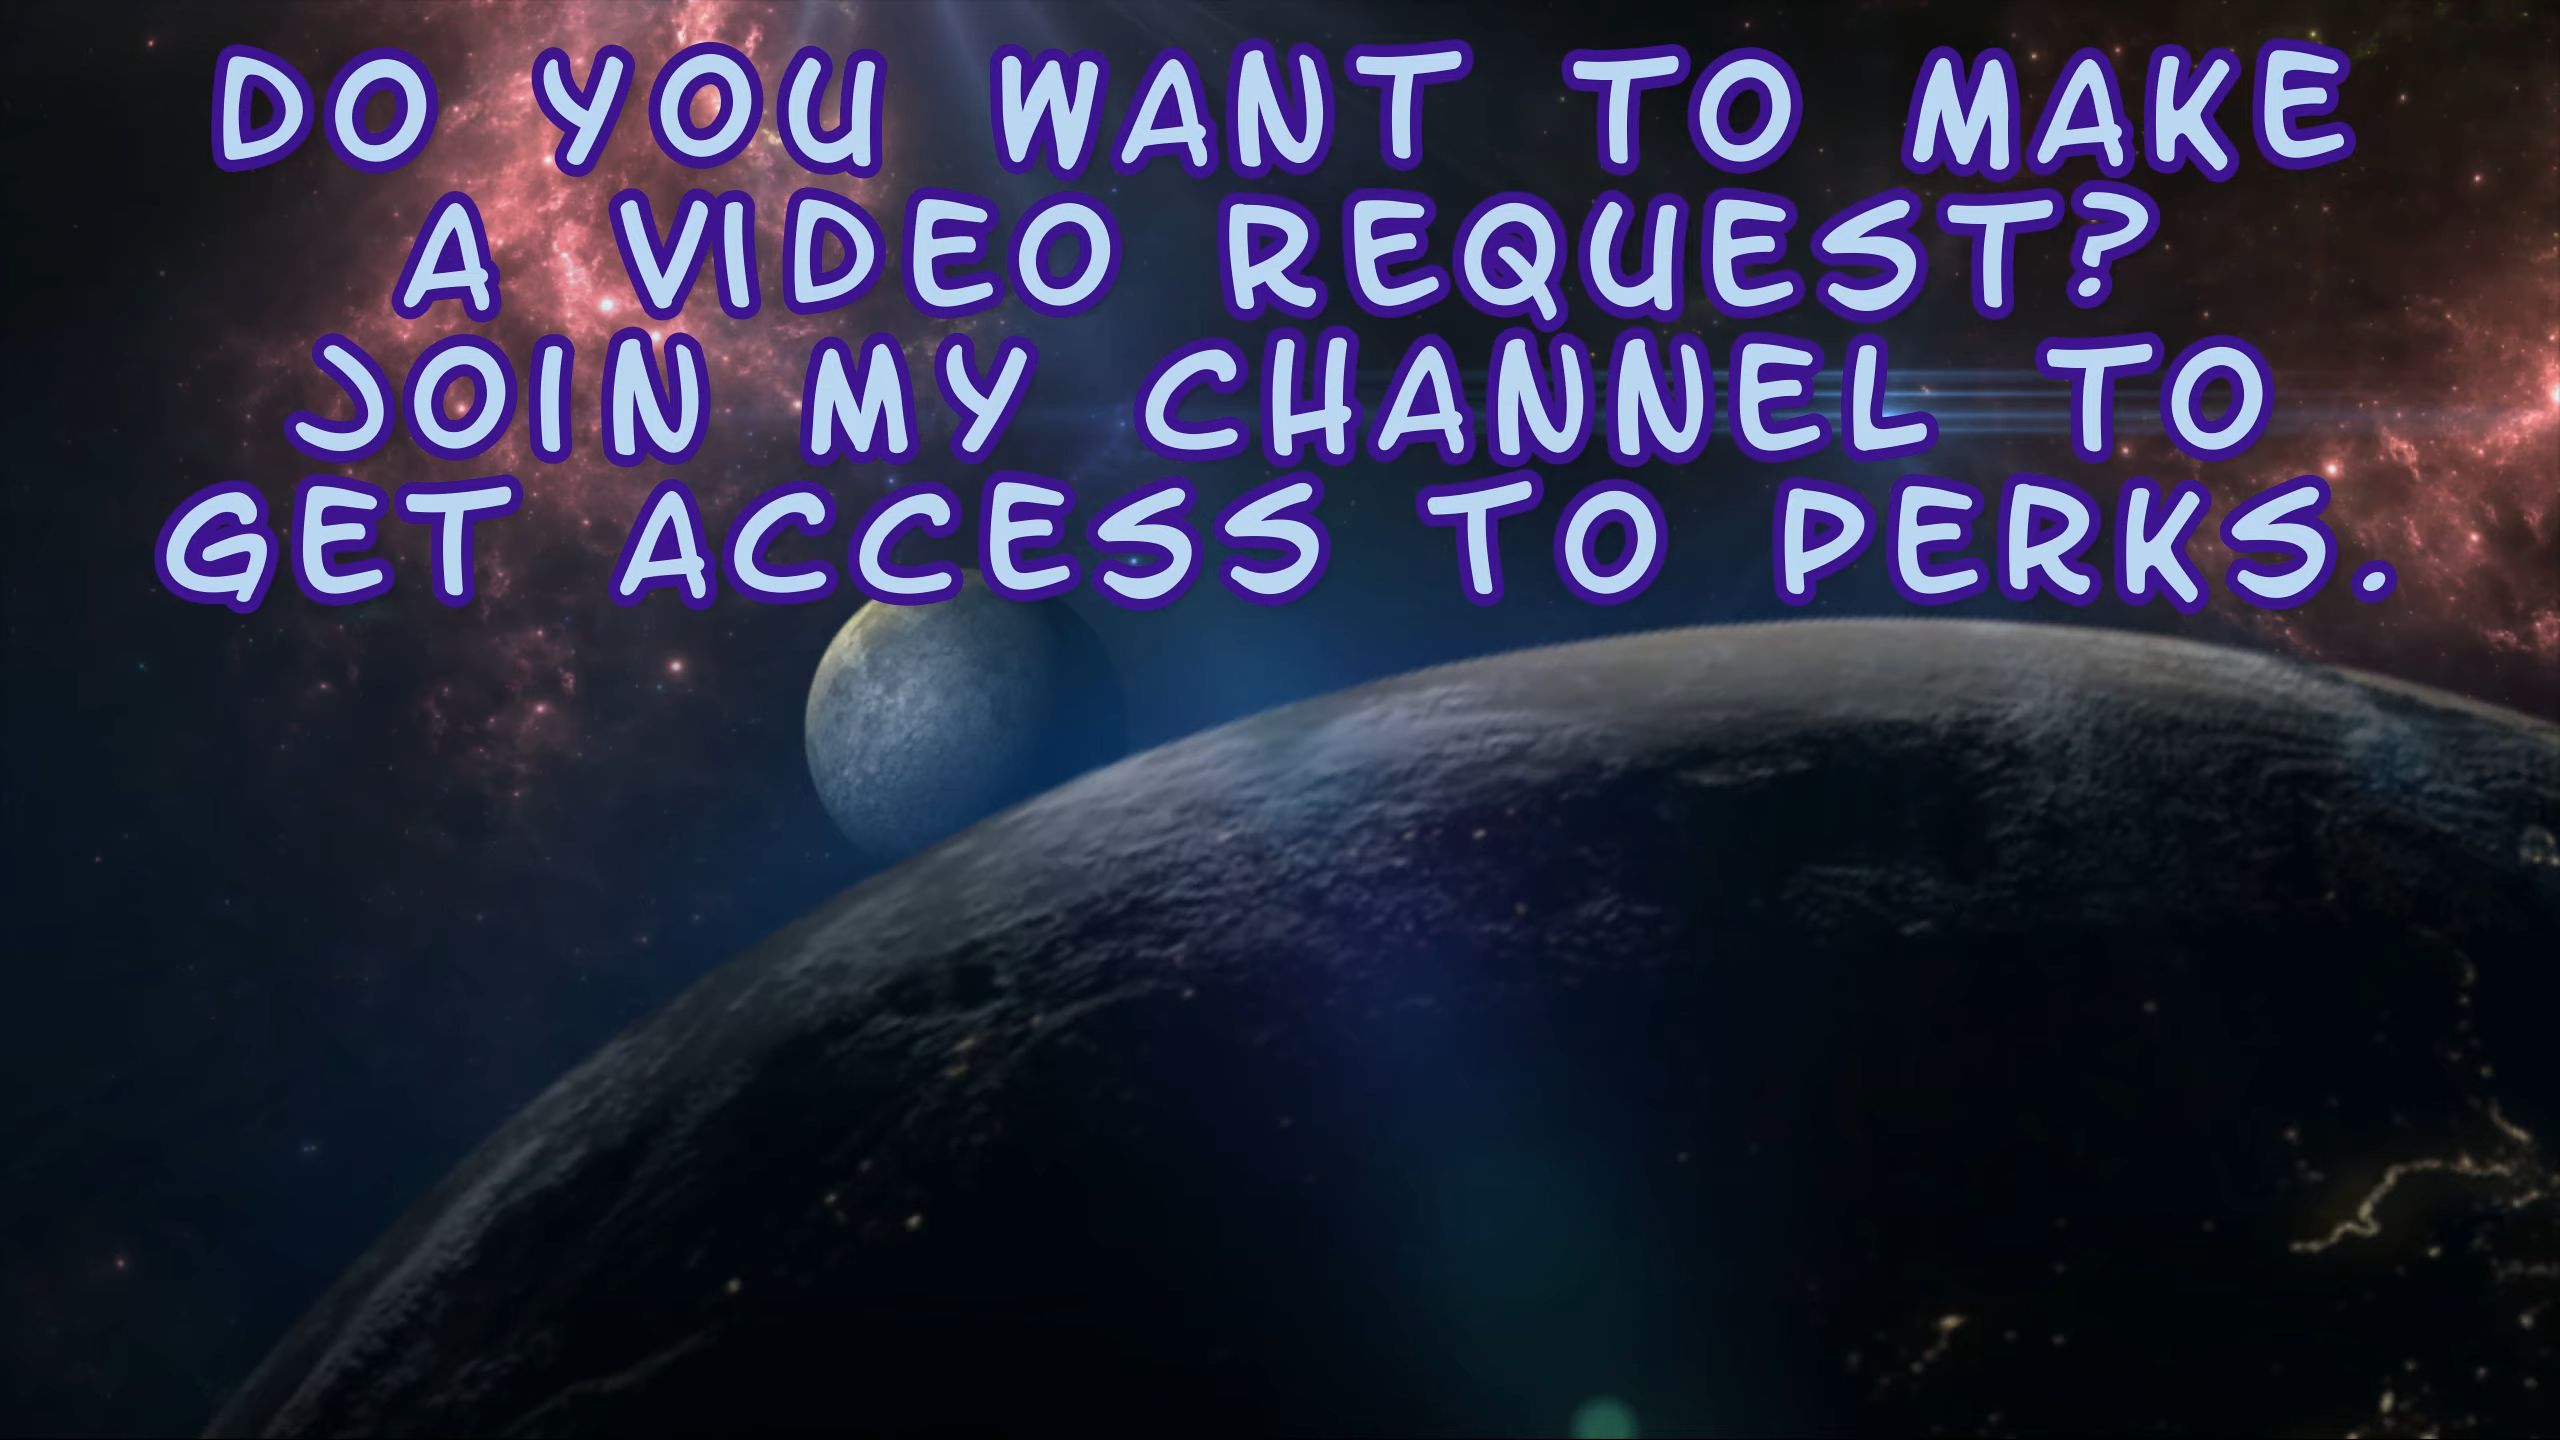 DO YOU WANT TO MAKE
A VIDEO REQUEST?
JOIN MY CHANNEL TO
GET ACCESS TO PERKS.